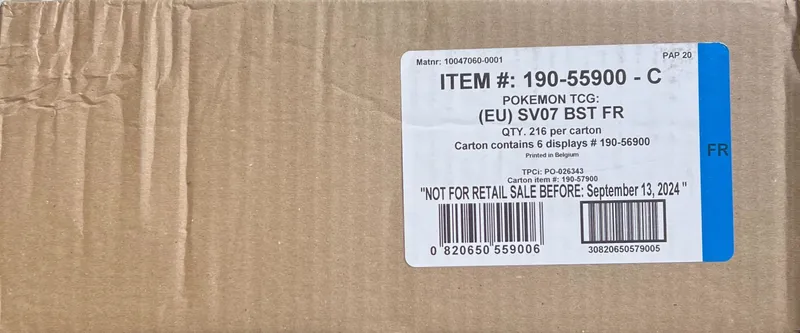 Matnr: 10047060-0001
PAP 20
ITEM #: 190-55900 - C
POKEMON TCG:
(EU) SV07 BST FR
QTY. 216 per carton
Carton contains 6 displays # 190-56900
Printed in Belgium
FR
TPCi: PO-026343
Carton item #: 190-57900
"NOT FOR RETAIL SALE BEFORE: September 13, 2024 "
0 820650 559006
30820650579005